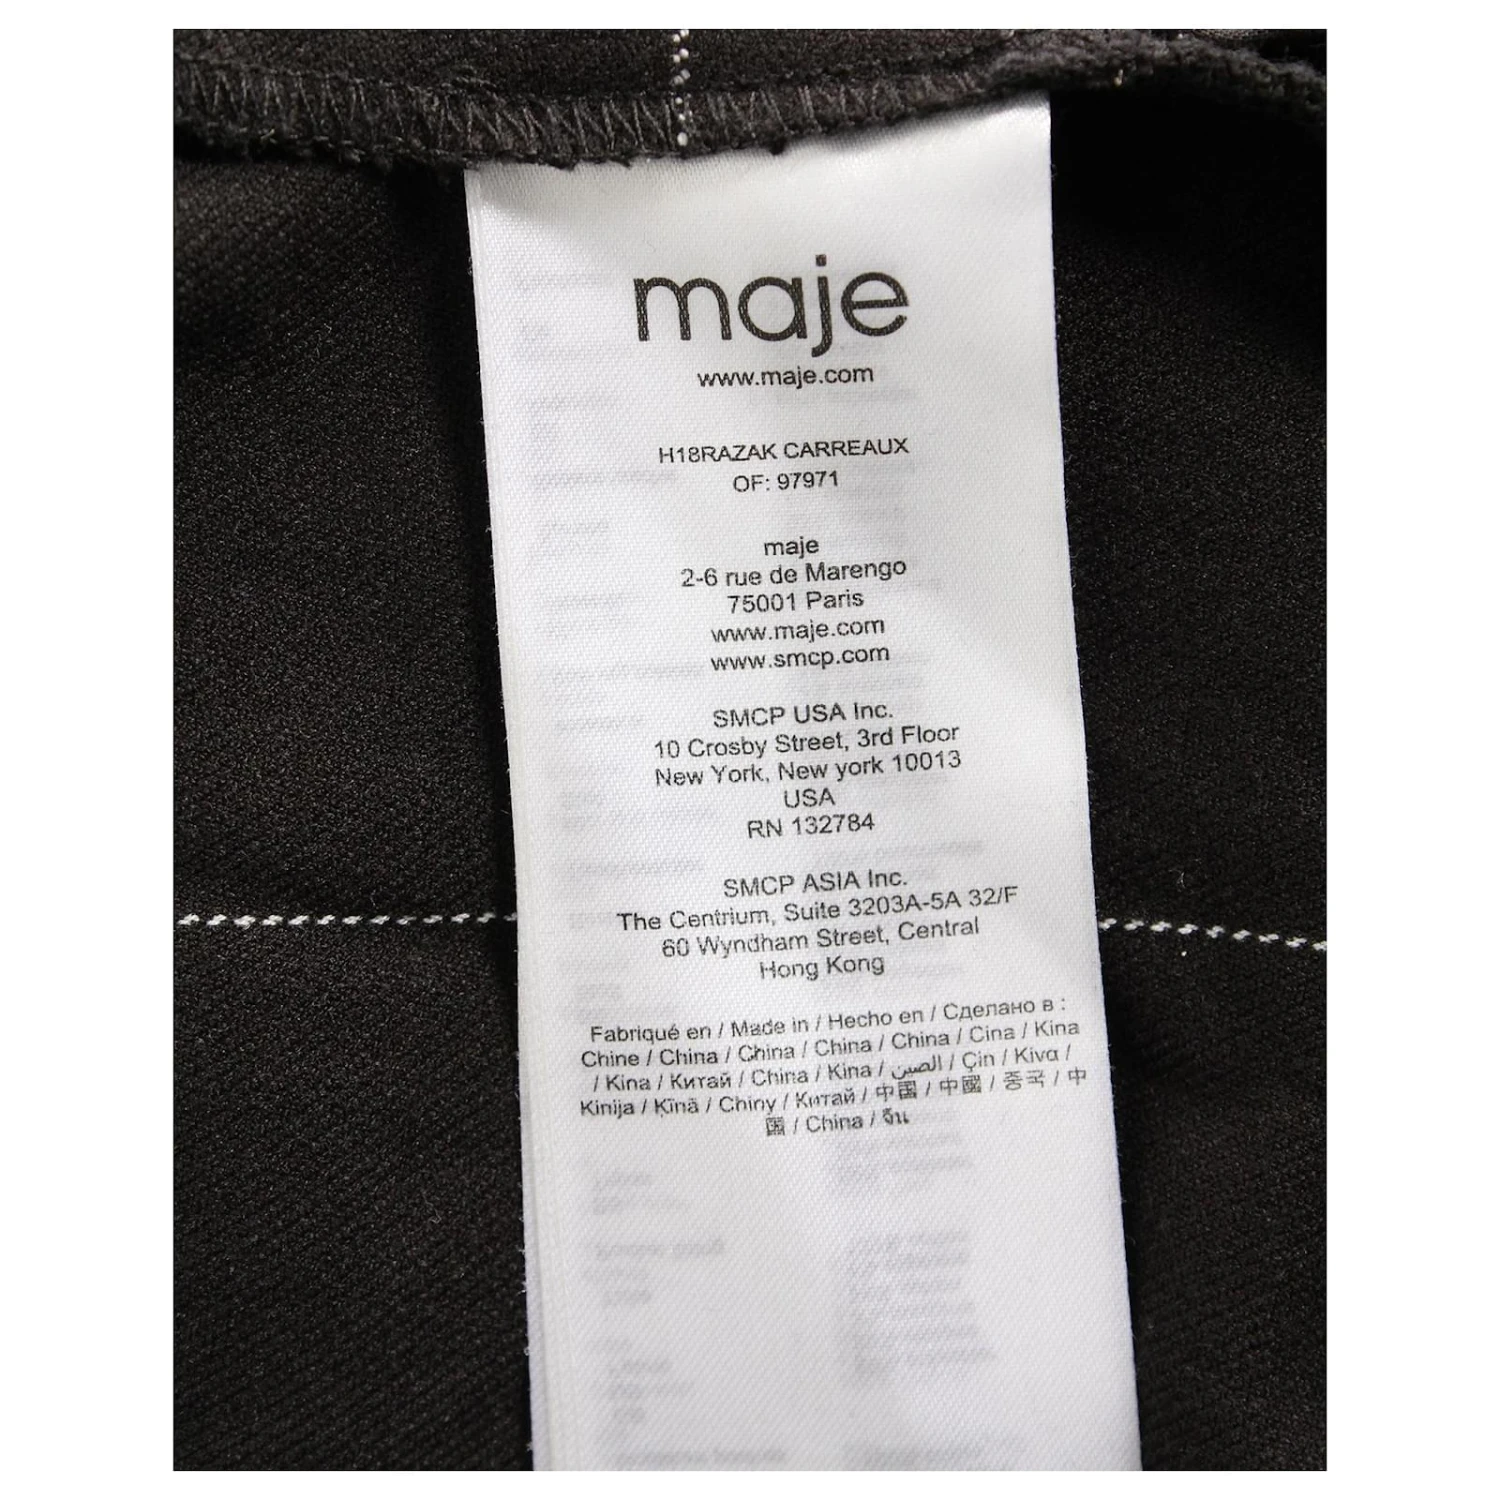 maje
www.maje.com
H18RAZAK CARREAUX
OF: 97971
maje
2-6 rue de Marengo
75001 Paris
www.maje.com
www.smcp.com
SMCP USA Inc.
10 Crosby Street, 3rd Floor
New York, New york 10013
USA
RN 132784
SMCP ASIA Inc.
The Centrium, Suite 3203A-5A 32/F
60 Wyndham Street, Central
Hong Kong
Fabriqué en / Made in / Hecho en / Сделано в :
Chine / China / China / China / China / Cina / Kina
/ Kina / Китай / China / Kina / الصين / Çin / Kίνα /
Kinija / Ķīnā / Chiny / Китай / 中国 / 中國 / 중국 / 中
国 / China / จีน